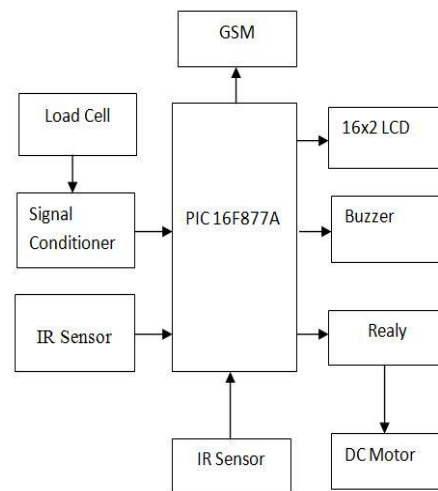 GSM
Load Cell
16x2 LCD
Signal
Conditioner
PIC 16F877A
Buzzer
IR Sensor
Realy
IR Sensor
DC Motor